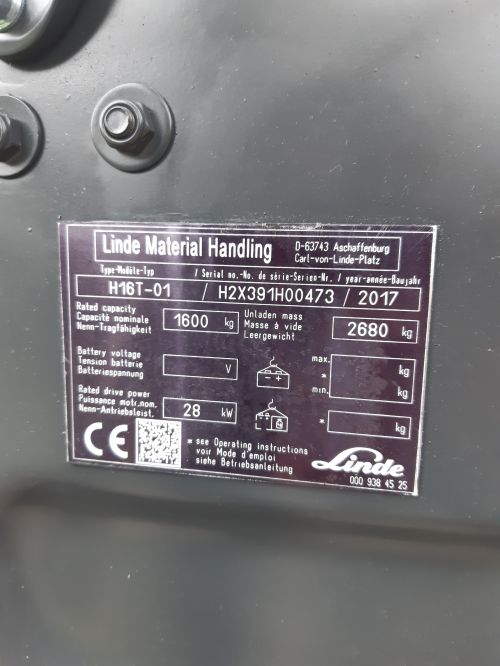 Linde Material Handling
D-63743 Aschaffenburg
Carl-von-Linde-Platz
Type-Modèle-Typ / Serial no.-No. de série-Serien-Nr. / year-année-Baujahr
H16T-01 / H2X391H00473 / 2017
Rated capacity
Capacité nominale
Nenn-Tragfähigkeit
1600 kg
Unladen mass
Masse à vide
Leergewicht
2680 kg
Battery voltage
Tension batterie
Batteriespannung
V
max. kg
*
min. kg
Rated drive power
Puissance motr.nom.
Nenn-Antriebsleist.
28 kW
* kg
CE
* see Operating instructions
voir Mode d'emploi
siehe Betriebsanleitung
Linde
000 938 45 25